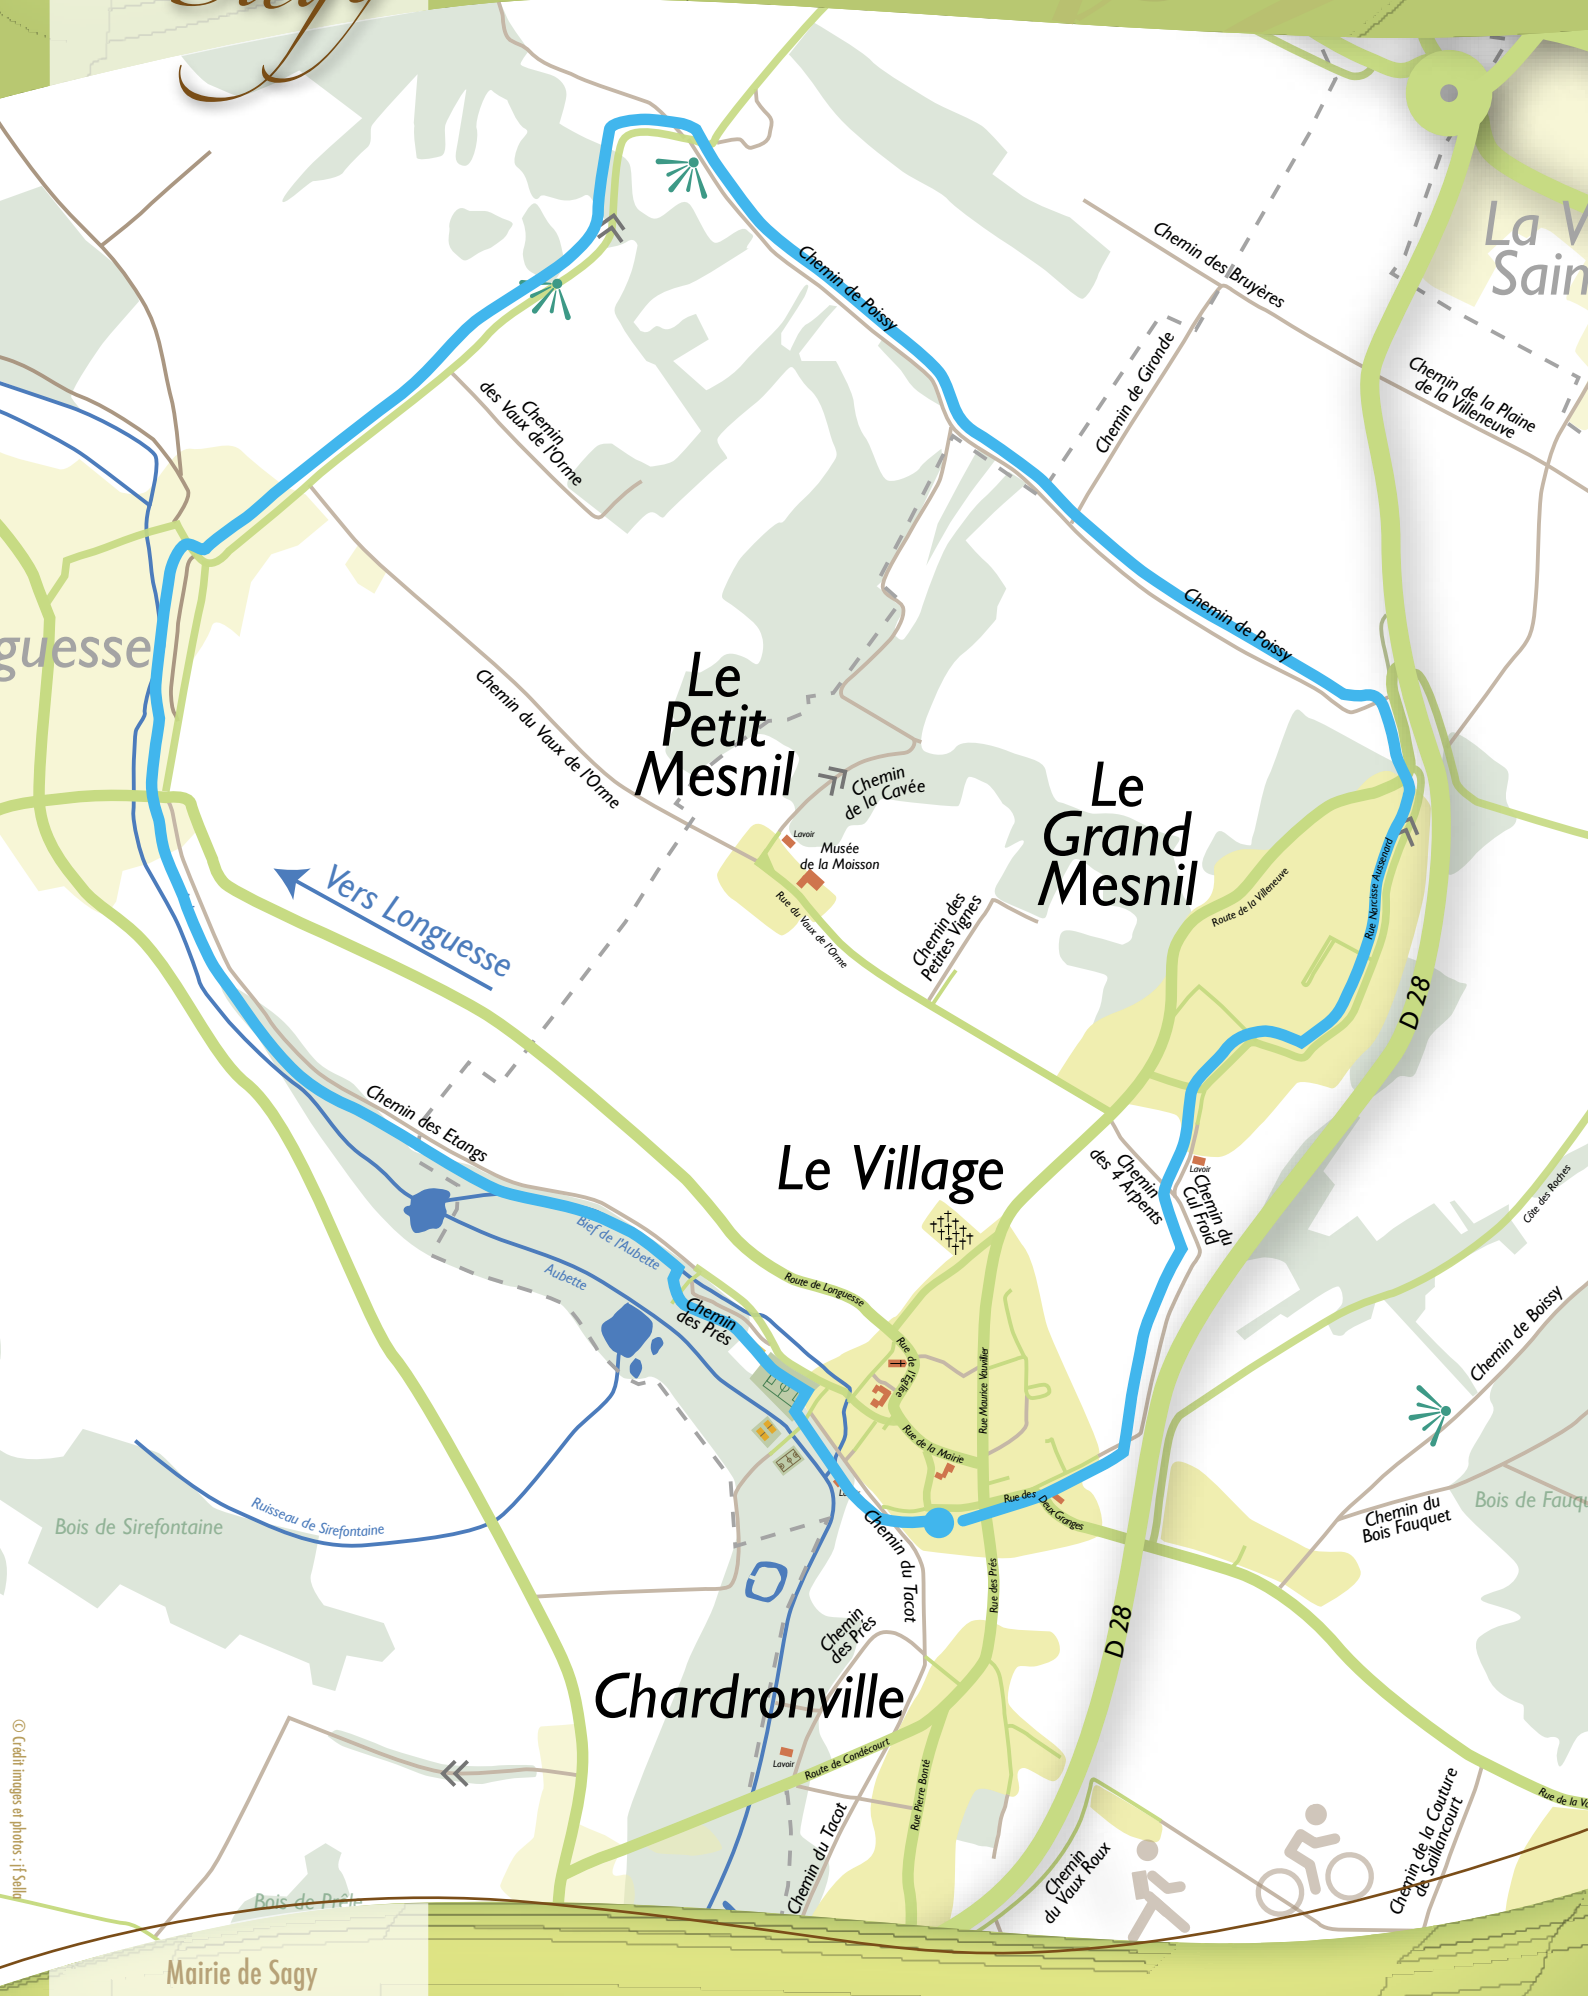 La V
Sain
Chemin des Bruyères
Chemin de Poissy
Chemin de Gironde
Chemin de la Plaine
de la Villeneuve
Chemin
des Vaux de l'Orme
guesse
Chemin de Poissy
Le
Petit
Mesnil
Chemin du Vaux de l'Orme
Chemin
de la Cavée
Le
Grand
Mesnil
Lavoir
Musée
de la Moisson
Rue du Vaux de l'Orme
Chemin des
Petites Vignes
Route de la Villeneuve
Rue Narcisse Aussenard
Vers Longuesse
D 28
Chemin des Etangs
Le Village
Chemin
des 4 Arpents
Lavoir
Chemin du
Cul Froid
Côte des Roches
Bief de l'Aubette
Aubette
Route de Longuesse
Chemin
des Prés
Chemin de Boissy
Rue de l'Eglise
Rue Maurice Vauvillier
Rue de la Mairie
Rue des Deux Granges
Ruisseau de Sirefontaine
Bois de Sirefontaine
Chemin du
Bois Fauquet
Bois de Fauq
Chemin du Tacot
Rue des Prés
Chemin
des Prés
D 28
Chardronville
Lavoir
Route de Condécourt
Rue Pierre Bonté
Chemin du Tacot
Chemin
du Vaux Roux
Chemin de la Couture
de Saillancourt
Rue de la Va
© Crédit images et photos : jf Sella
Bois de Prêle
Mairie de Sagy